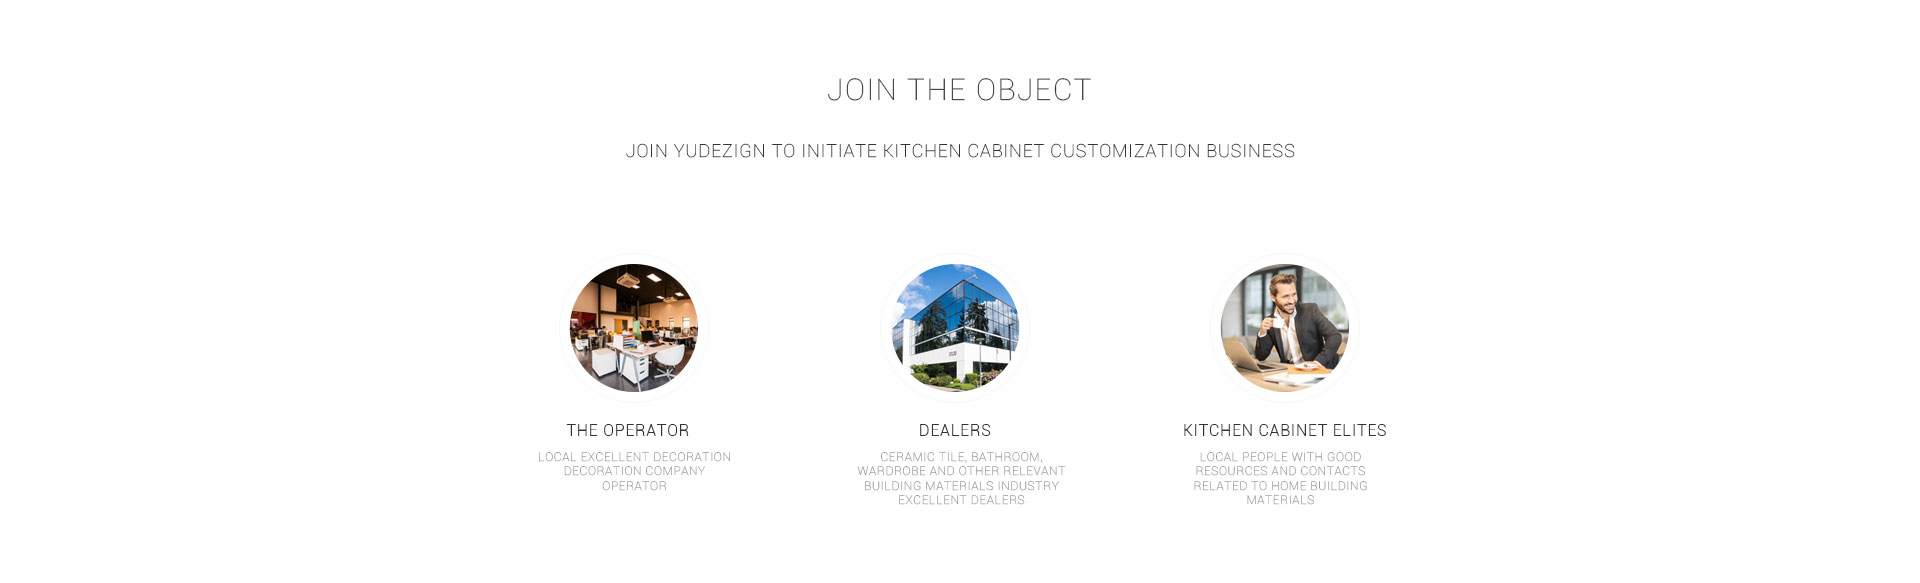 JOIN THE OBJECT
JOIN YUDEZIGN TO INITIATE KITCHEN CABINET CUSTOMIZATION BUSINESS
THE OPERATOR
LOCAL EXCELLENT DECORATION
DECORATION COMPANY
OPERATOR
DEALERS
CERAMIC TILE, BATHROOM,
WARDROBE AND OTHER RELEVANT
BUILDING MATERIALS INDUSTRY
EXCELLENT DEALERS
KITCHEN CABINET ELITES
LOCAL PEOPLE WITH GOOD
RESOURCES AND CONTACTS
RELATED TO HOME BUILDING
MATERIALS